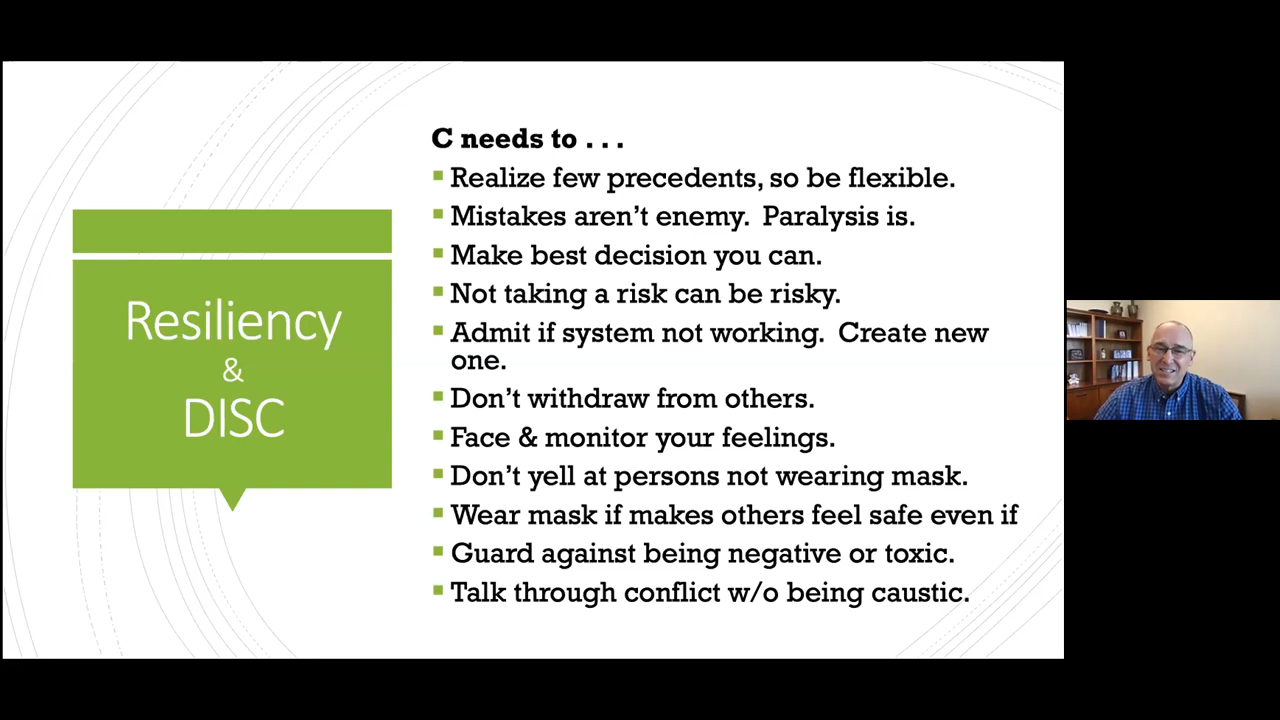 Resiliency
&
DISC
C needs to . . .
Realize few precedents, so be flexible.
Mistakes aren't enemy.  Paralysis is.
Make best decision you can.
Not taking a risk can be risky.
Admit if system not working.  Create new
one.
Don't withdraw from others.
Face & monitor your feelings.
Don't yell at persons not wearing mask.
Wear mask if makes others feel safe even if
Guard against being negative or toxic.
Talk through conflict w/o being caustic.